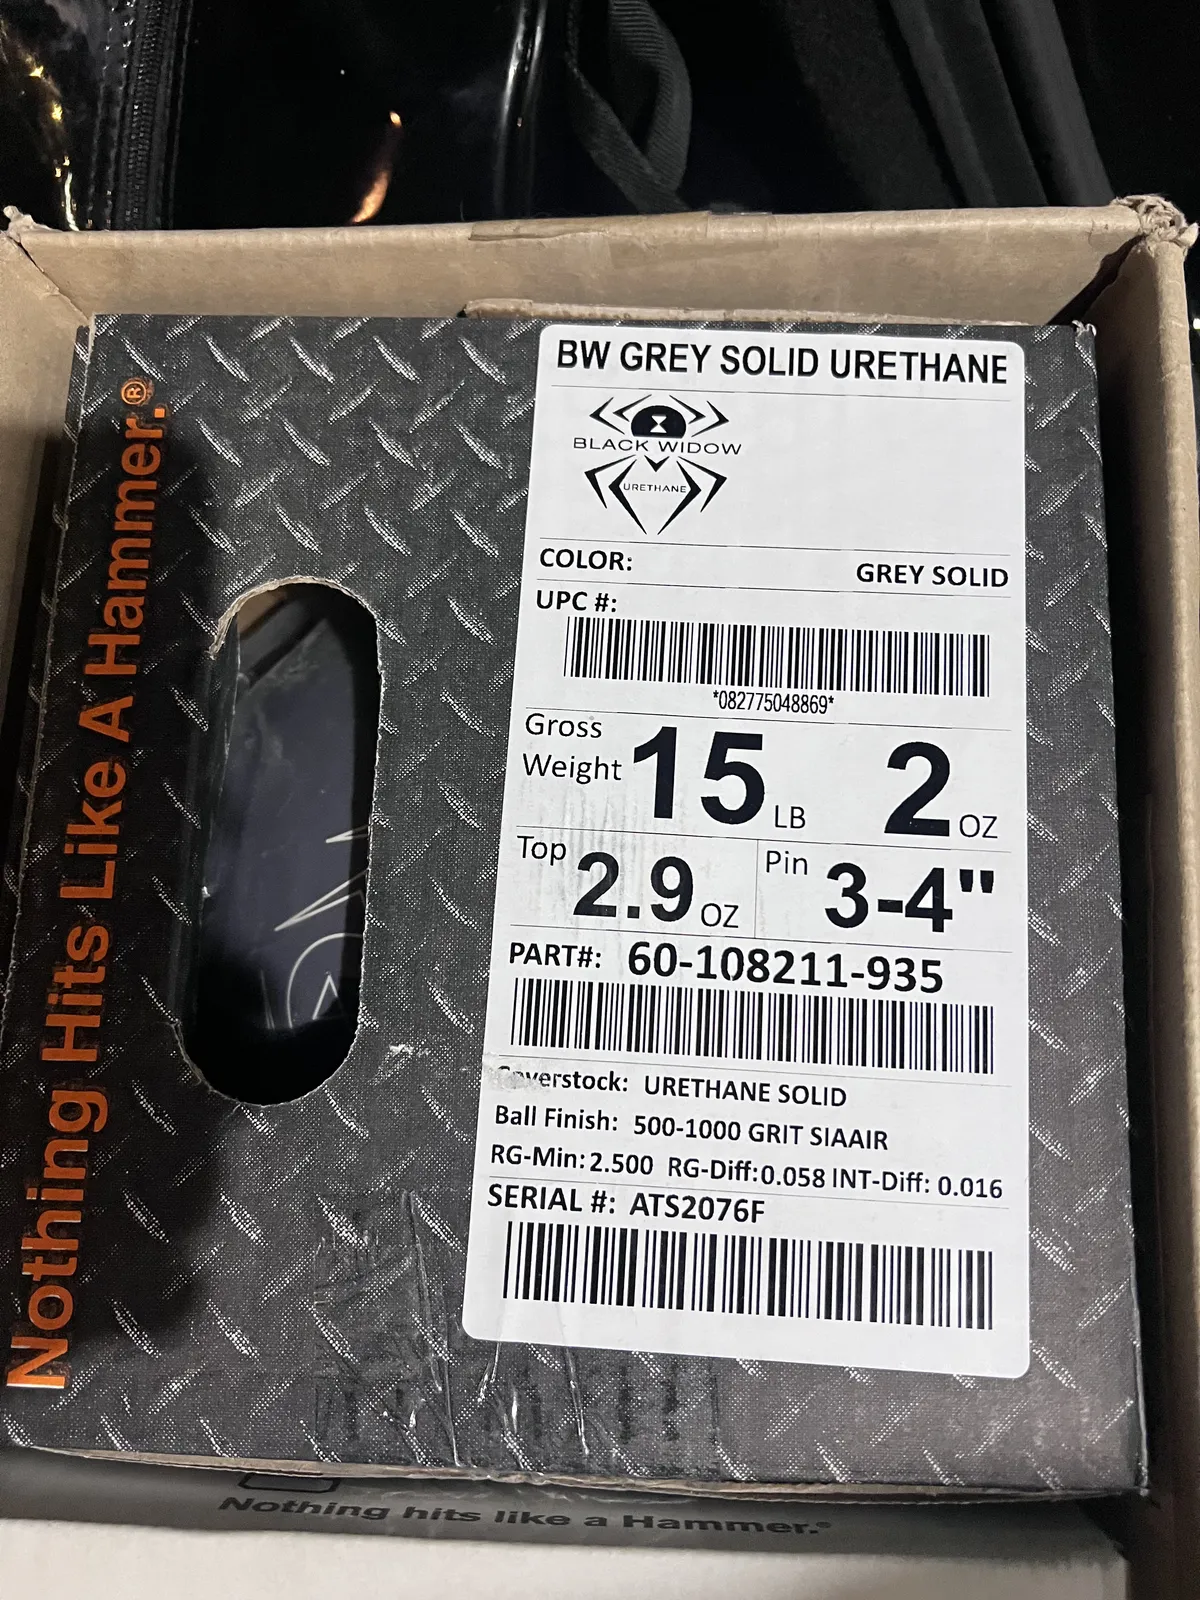 Nothing Hits Like A Hammer.®
BW GREY SOLID URETHANE
BLACK WIDOW
URETHANE
COLOR: GREY SOLID
UPC #:
*082775048869*
Gross Weight 15 LB 2 OZ
Top 2.9 OZ Pin 3-4"
PART#: 60-108211-935
Coverstock: URETHANE SOLID
Ball Finish: 500-1000 GRIT SIAAIR
RG-Min: 2.500 RG-Diff: 0.058 INT-Diff: 0.016
SERIAL #: ATS2076F
Nothing hits like a Hammer.®